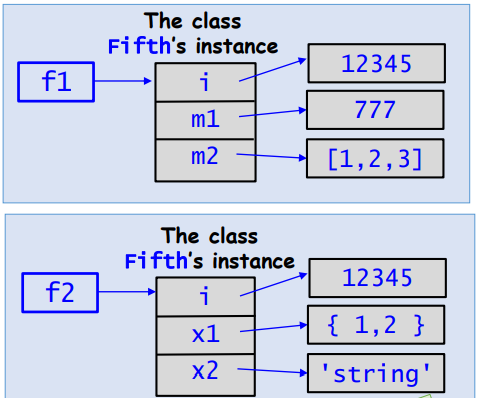 The class
Fifth's instance
f1
i
12345
m1
777
m2
[1,2,3]
The class
Fifth's instance
f2
i
12345
x1
{ 1,2 }
x2
'string'